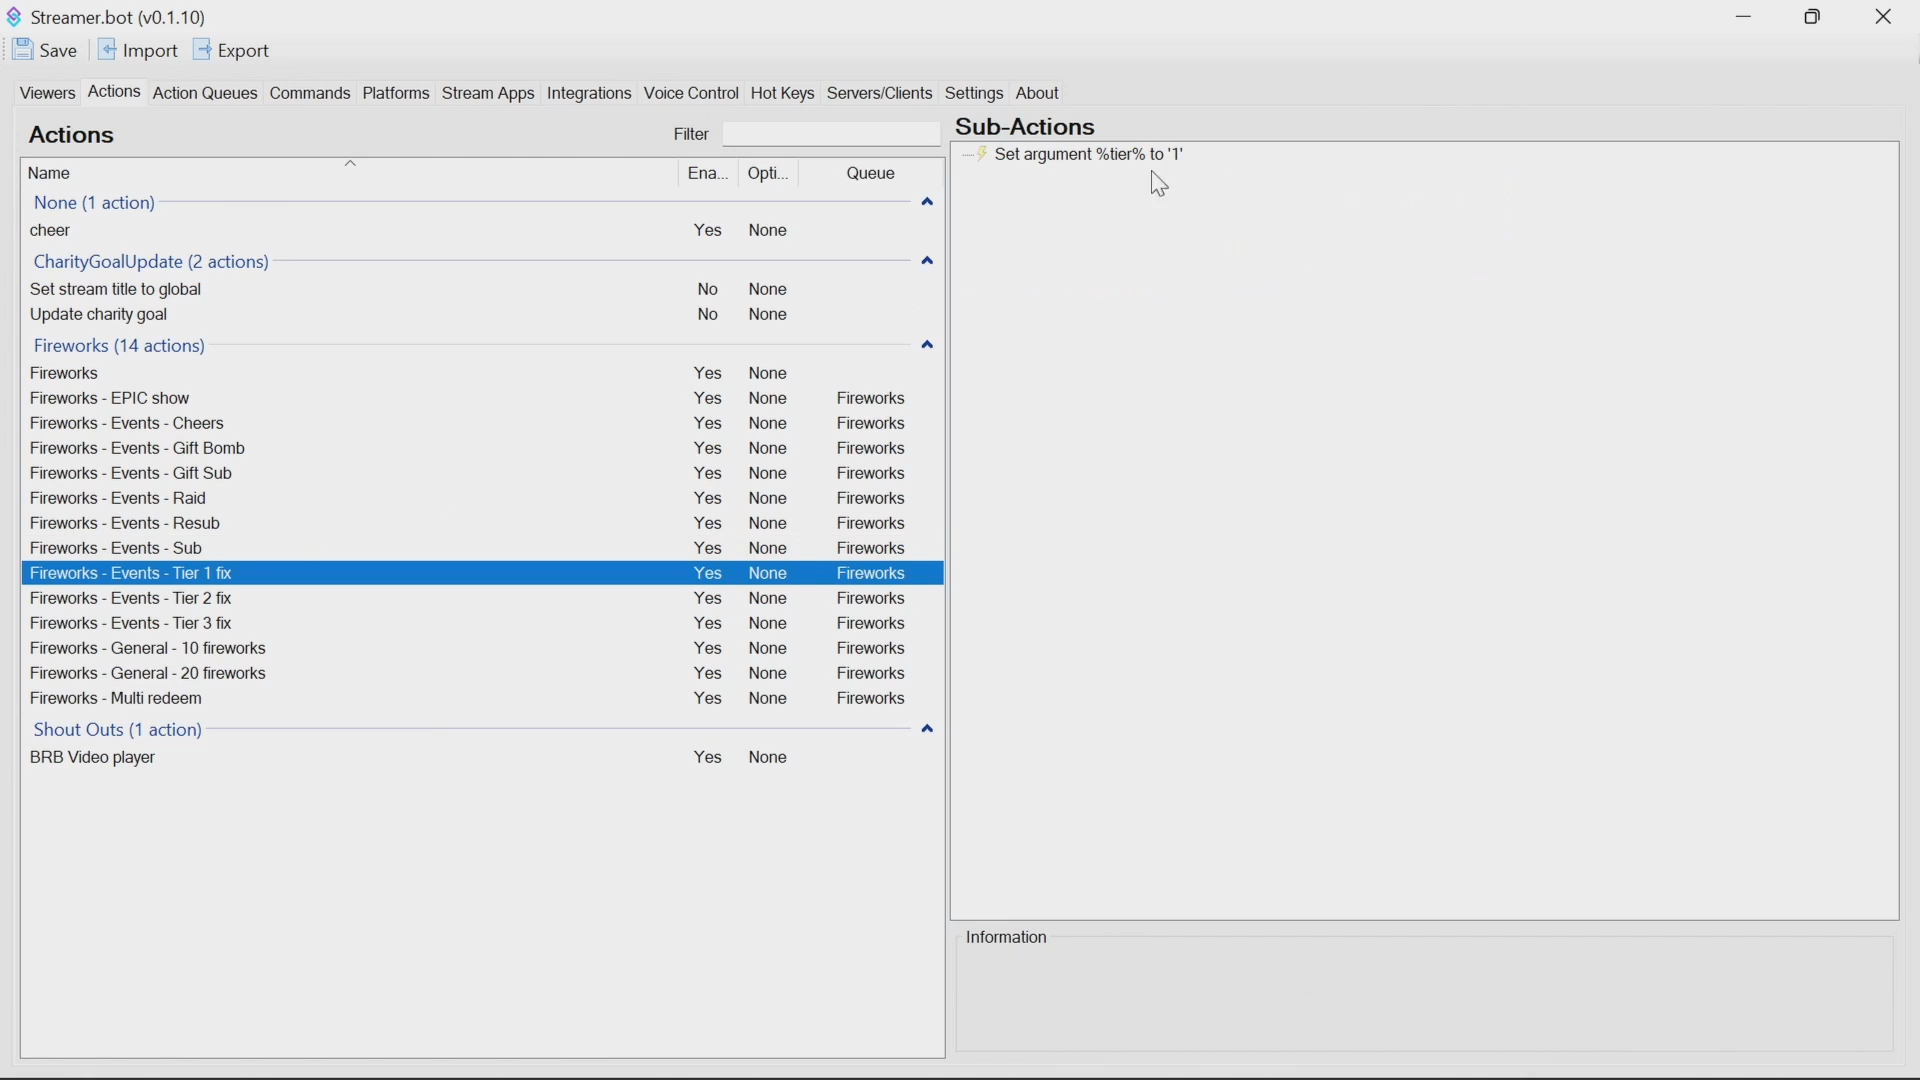 Streamer.bot (v0.1.10)
Save Import Export
Viewers Actions Action Queues Commands Platforms Stream Apps Integrations Voice Control Hot Keys Servers/Clients Settings About
Actions Filter
Name Ena... Opti... Queue
None (1 action)
cheer Yes None
CharityGoalUpdate (2 actions)
Set stream title to global No None
Update charity goal No None
Fireworks (14 actions)
Fireworks Yes None
Fireworks - EPIC show Yes None Fireworks
Fireworks - Events - Cheers Yes None Fireworks
Fireworks - Events - Gift Bomb Yes None Fireworks
Fireworks - Events - Gift Sub Yes None Fireworks
Fireworks - Events - Raid Yes None Fireworks
Fireworks - Events - Resub Yes None Fireworks
Fireworks - Events - Sub Yes None Fireworks
Fireworks - Events - Tier 1 fix Yes None Fireworks
Fireworks - Events - Tier 2 fix Yes None Fireworks
Fireworks - Events - Tier 3 fix Yes None Fireworks
Fireworks - General - 10 fireworks Yes None Fireworks
Fireworks - General - 20 fireworks Yes None Fireworks
Fireworks - Multi redeem Yes None Fireworks
Shout Outs (1 action)
BRB Video player Yes None
Sub-Actions
Set argument %tier% to '1'
Information